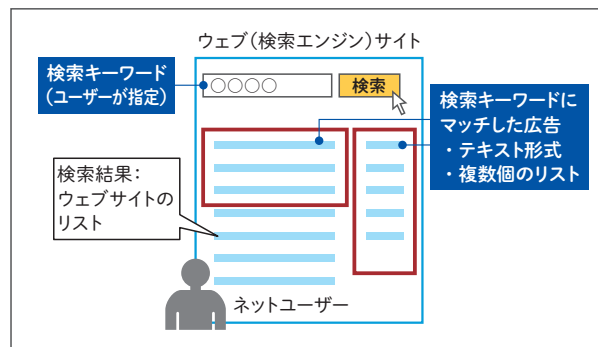 ウェブ(検索エンジン)サイト
検索キーワード
(ユーザーが指定)
○○○○
検索
検索キーワードに
マッチした広告
・テキスト形式
・複数個のリスト
検索結果:
ウェブサイトの
リスト
ネットユーザー